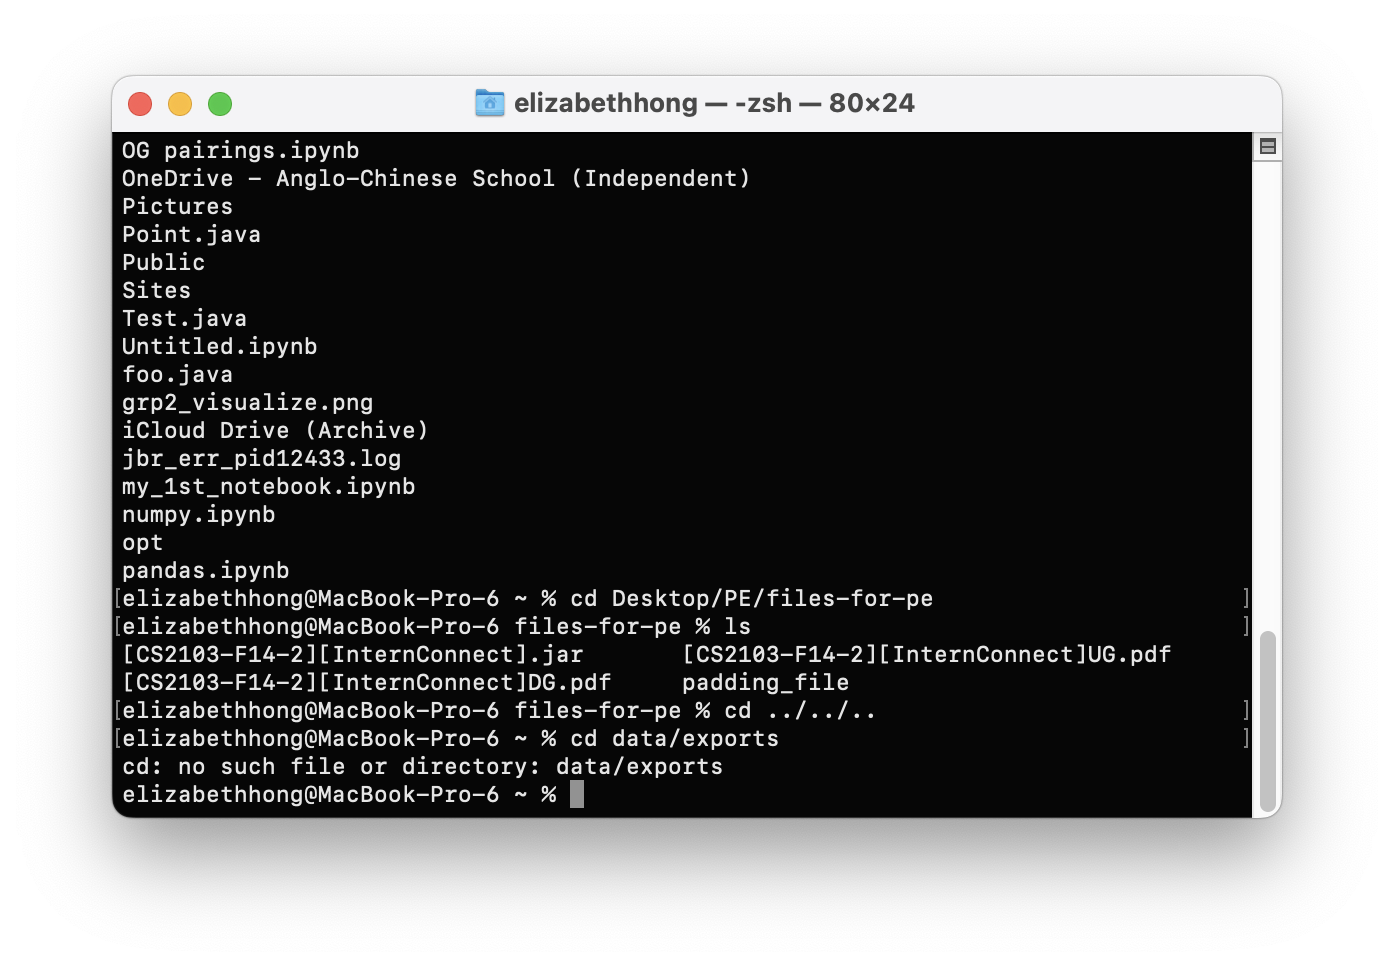 elizabethhong — -zsh — 80×24
OG pairings.ipynb
OneDrive - Anglo-Chinese School (Independent)
Pictures
Point.java
Public
Sites
Test.java
Untitled.ipynb
foo.java
grp2_visualize.png
iCloud Drive (Archive)
jbr_err_pid12433.log
my_1st_notebook.ipynb
numpy.ipynb
opt
pandas.ipynb
[elizabethhong@MacBook-Pro-6 ~ % cd Desktop/PE/files-for-pe ]
[elizabethhong@MacBook-Pro-6 files-for-pe % ls ]
[CS2103-F14-2][InternConnect].jar [CS2103-F14-2][InternConnect]UG.pdf
[CS2103-F14-2][InternConnect]DG.pdf padding_file
[elizabethhong@MacBook-Pro-6 files-for-pe % cd ../../.. ]
[elizabethhong@MacBook-Pro-6 ~ % cd data/exports ]
cd: no such file or directory: data/exports
elizabethhong@MacBook-Pro-6 ~ %